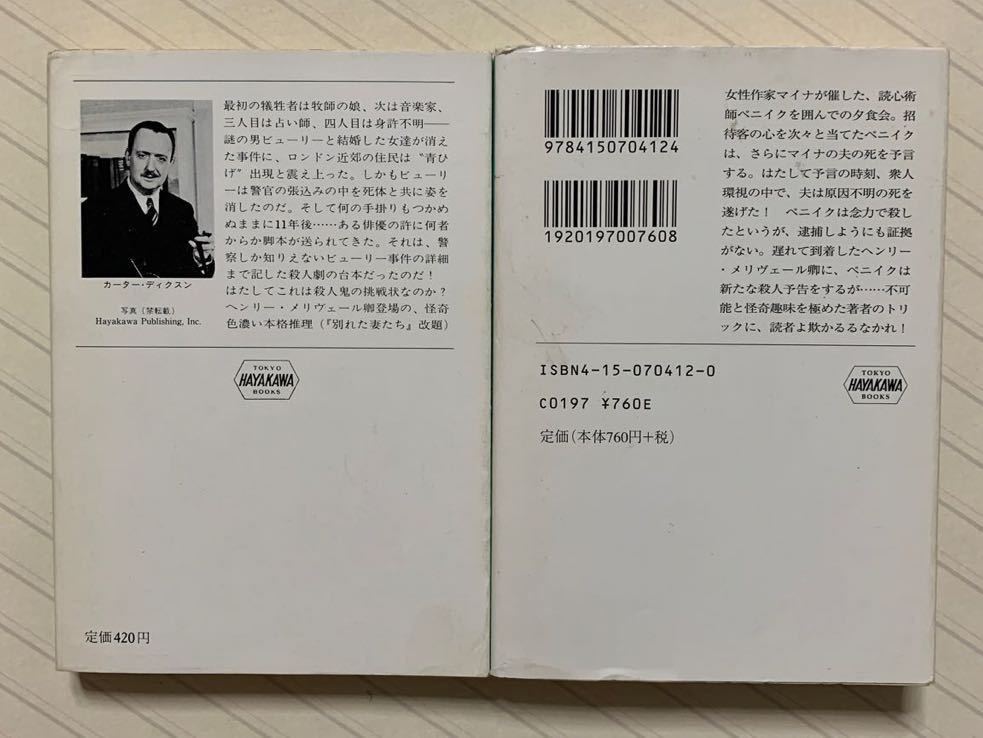 最初の犠牲者は牧師の娘、次は音楽家、
三人目は占い師、四人目は身許不明――
謎の男ビューリーと結婚した女達が消え
た事件に、ロンドン近郊の住民は〝青ひ
げ〟出現と震え上った。しかもビューリ
ーは警官の張込みの中を死体と共に姿を
消したのだ。そして何の手掛りもつかめ
ぬままに11年後……ある俳優の許に何者
からか脚本が送られてきた。それは、警
察しか知りえないビューリー事件の詳細
まで記した殺人劇の台本だったのだ！
はたしてこれは殺人鬼の挑戦状なのか？
ヘンリー・メリヴェール卿登場の、怪奇
色濃い本格推理（『別れた妻たち』改題）
カーター・ディクスン
写真〔禁転載〕
Hayakawa Publishing, Inc.
TOKYO
HAYAKAWA
BOOKS
定価420円
9784150704124
1920197007608
女性作家マイナが催した、読心術
師ペニイクを囲んでの夕食会。招
待客の心を次々と当てたペニイク
は、さらにマイナの夫の死を予言
する。はたして予言の時刻、衆人
環視の中で、夫は原因不明の死を
遂げた！　ペニイクは念力で殺し
たというが、逮捕しようにも証拠
がない。遅れて到着したヘンリー
・メリヴェール卿に、ペニイクは
新たな殺人予告をするが……不可
能と怪奇趣味を極めた著者のトリ
ックに、読者よ欺かるるなかれ！
ISBN4-15-070412-0
C0197 ¥760E
定価（本体760円+税）
TOKYO
HAYAKAWA
BOOKS